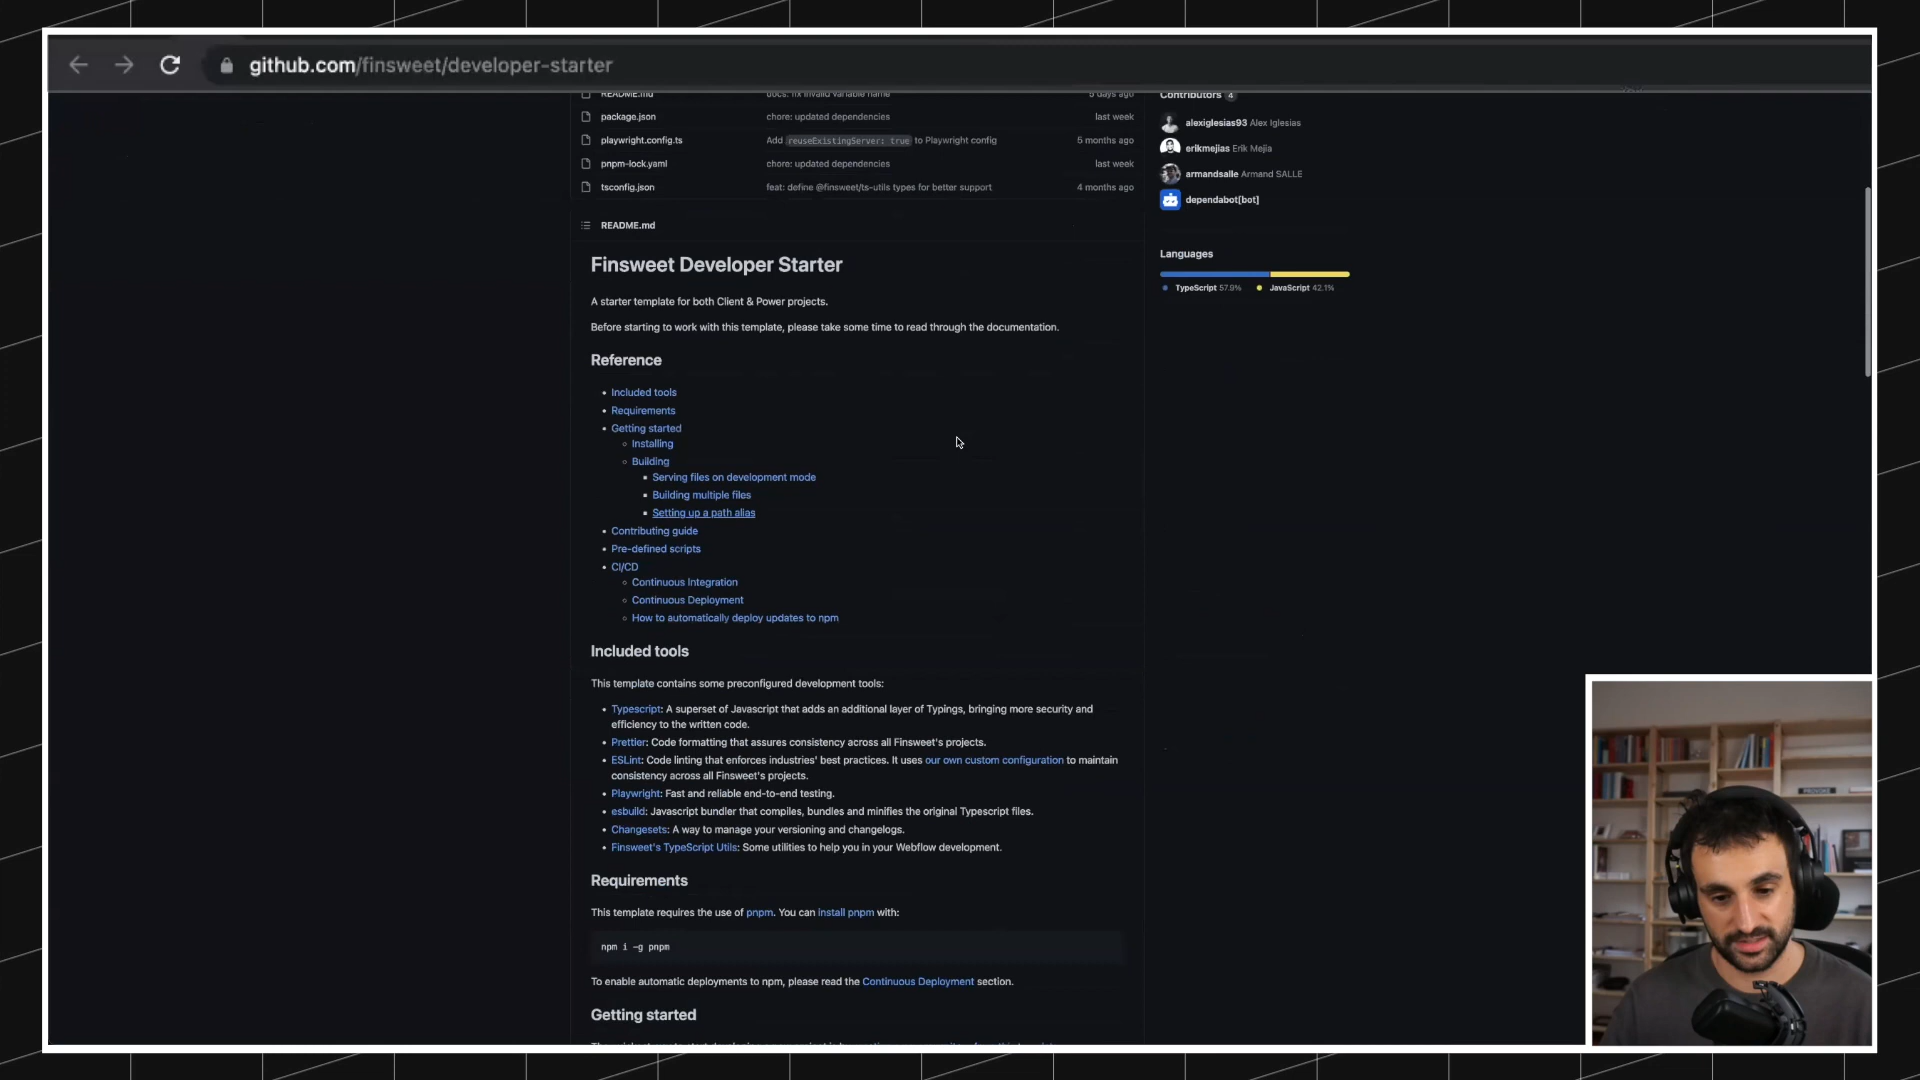 github.com/finsweet/developer-starter
README.md docs: fix invalid variable name 5 days ago
package.json chore: updated dependencies last week
playwright.config.ts Add reuseExistingServer: true to Playwright config 5 months ago
pnpm-lock.yaml chore: updated dependencies last week
tsconfig.json feat: define @finsweet/ts-utils types for better support 4 months ago
Contributors 4
alexiglesias93 Alex Iglesias
erikmejias Erik Mejia
armandsalle Armand SALLE
dependabot[bot]
Languages
TypeScript 57.9% JavaScript 42.1%
README.md
Finsweet Developer Starter
A starter template for both Client & Power projects.
Before starting to work with this template, please take some time to read through the documentation.
Reference
Included tools
Requirements
Getting started
Installing
Building
Serving files on development mode
Building multiple files
Setting up a path alias
Contributing guide
Pre-defined scripts
CI/CD
Continuous Integration
Continuous Deployment
How to automatically deploy updates to npm
Included tools
This template contains some preconfigured development tools:
Typescript: A superset of Javascript that adds an additional layer of Typings, bringing more security and
efficiency to the written code.
Prettier: Code formatting that assures consistency across all Finsweet's projects.
ESLint: Code linting that enforces industries' best practices. It uses our own custom configuration to maintain
consistency across all Finsweet's projects.
Playwright: Fast and reliable end-to-end testing.
esbuild: Javascript bundler that compiles, bundles and minifies the original Typescript files.
Changesets: A way to manage your versioning and changelogs.
Finsweet's TypeScript Utils: Some utilities to help you in your Webflow development.
Requirements
This template requires the use of pnpm. You can install pnpm with:
npm i -g pnpm
To enable automatic deployments to npm, please read the Continuous Deployment section.
Getting started